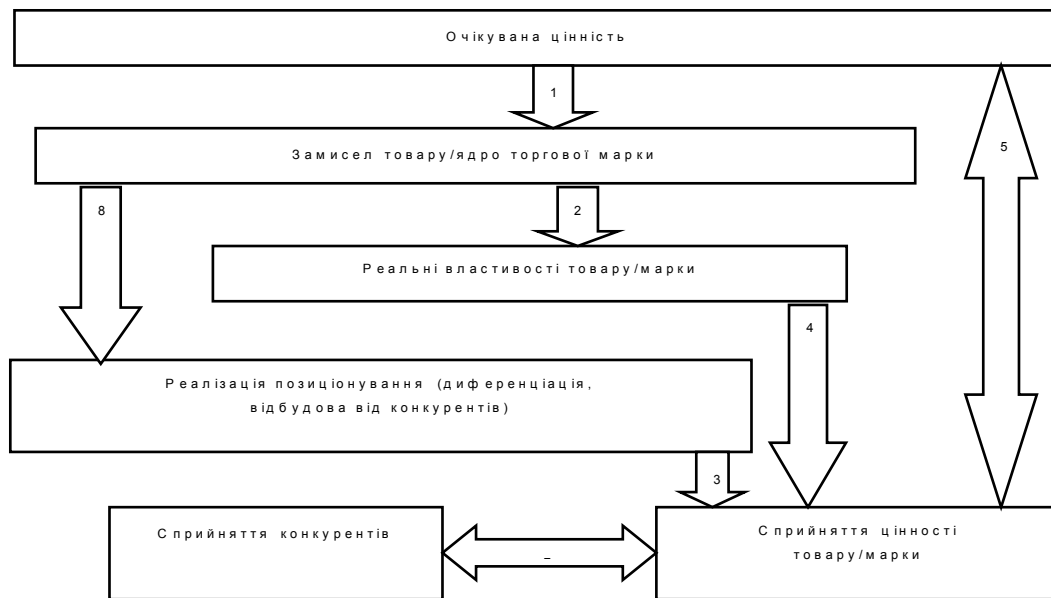 Очікувана цінність
1
Замисел товару/ядро торгової марки
5
8
2
Реальні властивості товару/марки
4
Реалізація позиціонування (диференціація,
відбудова від конкурентів)
3
Сприйняття конкурентів
–
Сприйняття цінності
товару/марки